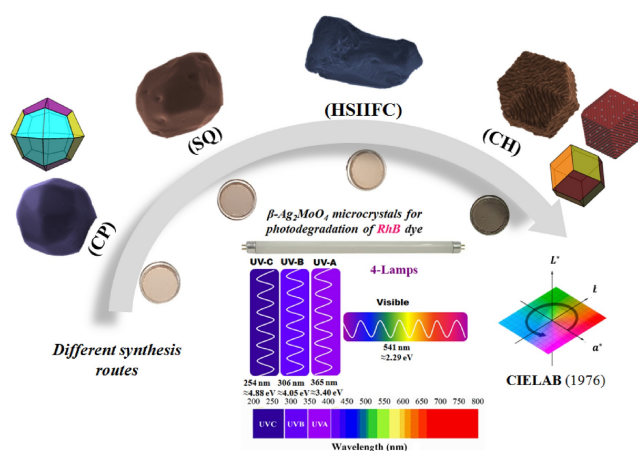 (HSIIFC)
(SQ)
(CH)
(CP)
β-Ag₂MoO₄ microcrystals for
photodegradation of RhB dye
UV-C UV-B UV-A
4-Lamps
Visible
541 nm
≈2.29 eV
254 nm 306 nm 365 nm
≈4.88 eV ≈4.05 eV ≈3.40 eV
Different synthesis
routes
L*
a*
CIELAB (1976)
200 250 300 350 400 450 500 550 600 650 700 750 800
UVC UVB UVA
Wavelength (nm)